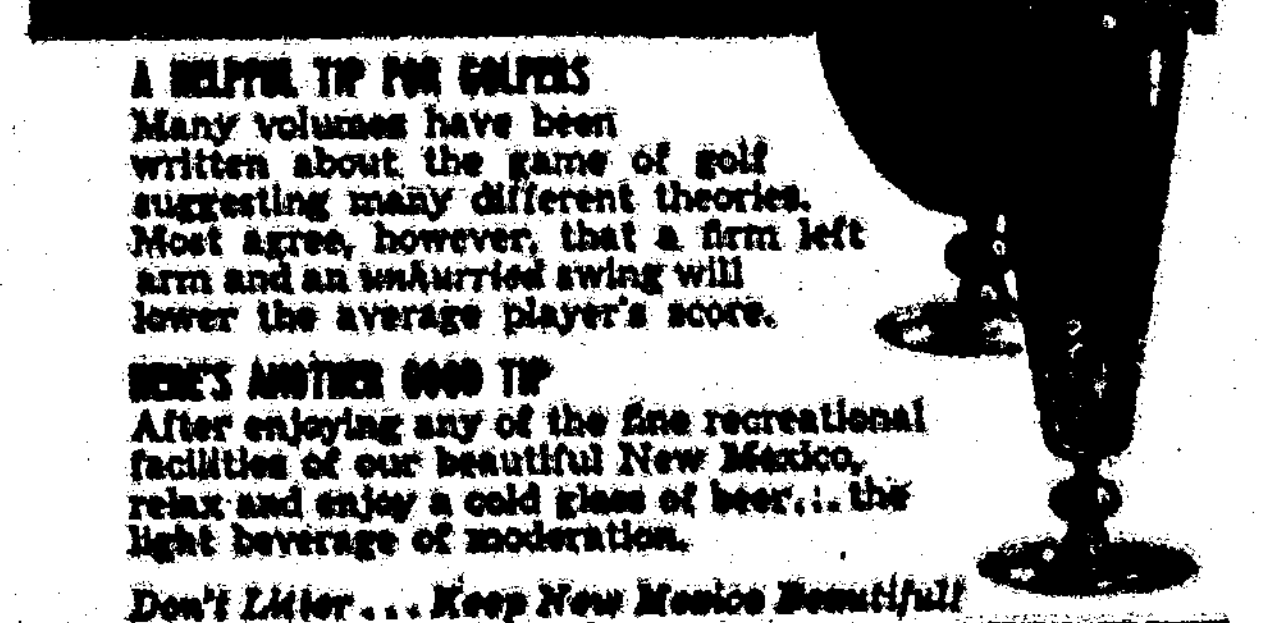 A HELPFUL TIP FOR GOLFERS
Many volumes have been
written about the game of golf
suggesting many different theories.
Most agree, however, that a firm left
arm and an unhurried swing will
lower the average player's score.
HERE'S ANOTHER GOOD TIP
After enjoying any of the fine recreational
facilities of our beautiful New Mexico,
relax and enjoy a cold glass of beer... the
light beverage of moderation.
Don't Litter... Keep New Mexico Beautiful!